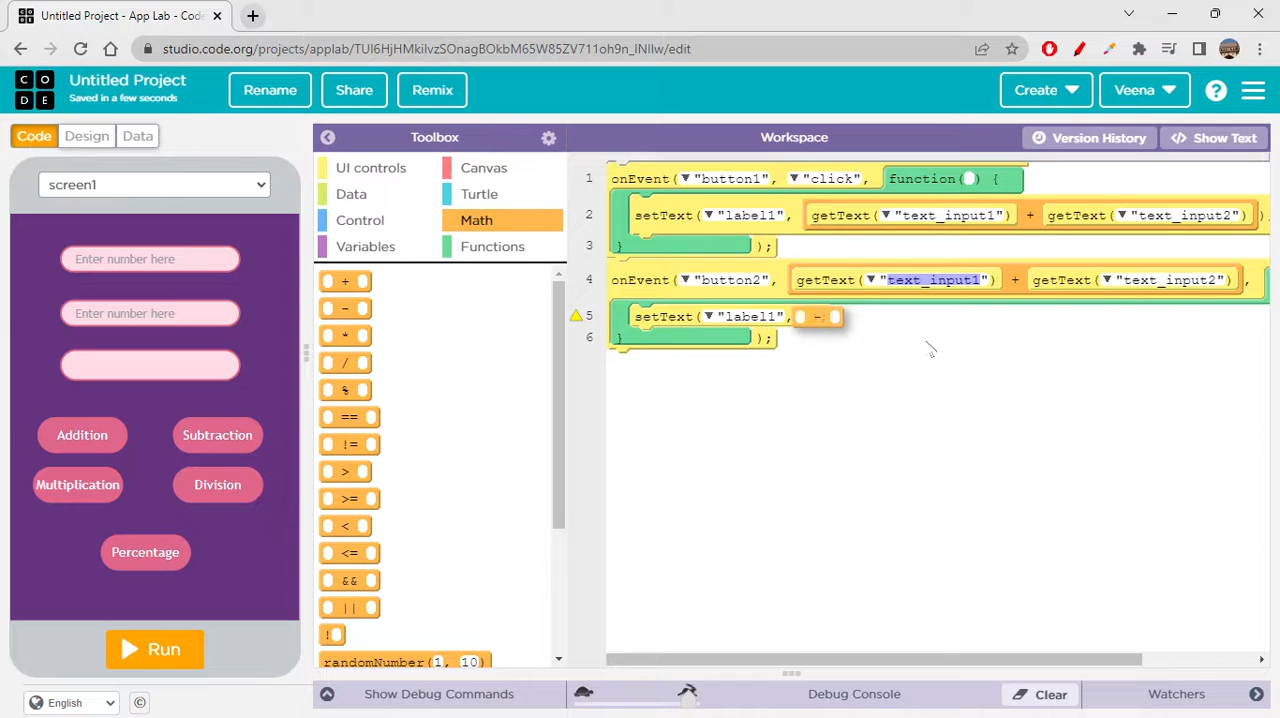 Untitled Project - App Lab - Cod
studio.code.org/projects/applab/TUl6HjHMkilvzSOnagBOkbM65W85ZV711oh9n_lNIlw/edit
C O D E
Untitled Project
Saved in a few seconds
Rename
Share
Remix
Create
Veena
?
Code
Design
Data
Toolbox
Workspace
Version History
Show Text
screen1
Enter number here
Enter number here
Addition
Subtraction
Multiplication
Division
Percentage
Run
UI controls
Canvas
Data
Turtle
Control
Math
Variables
Functions
+
-
*
/
%
==
!=
>
>=
<
<=
&&
||
!
randomNumber(1, 10)
1 onEvent("button1", "click", function() {
2 setText("label1", getText("text_input1") + getText("text_input2"))
3 } );
4 onEvent("button2", getText("text_input1") + getText("text_input2"),
5 setText("label1", -
6 } );
English
©
Show Debug Commands
Debug Console
Clear
Watchers